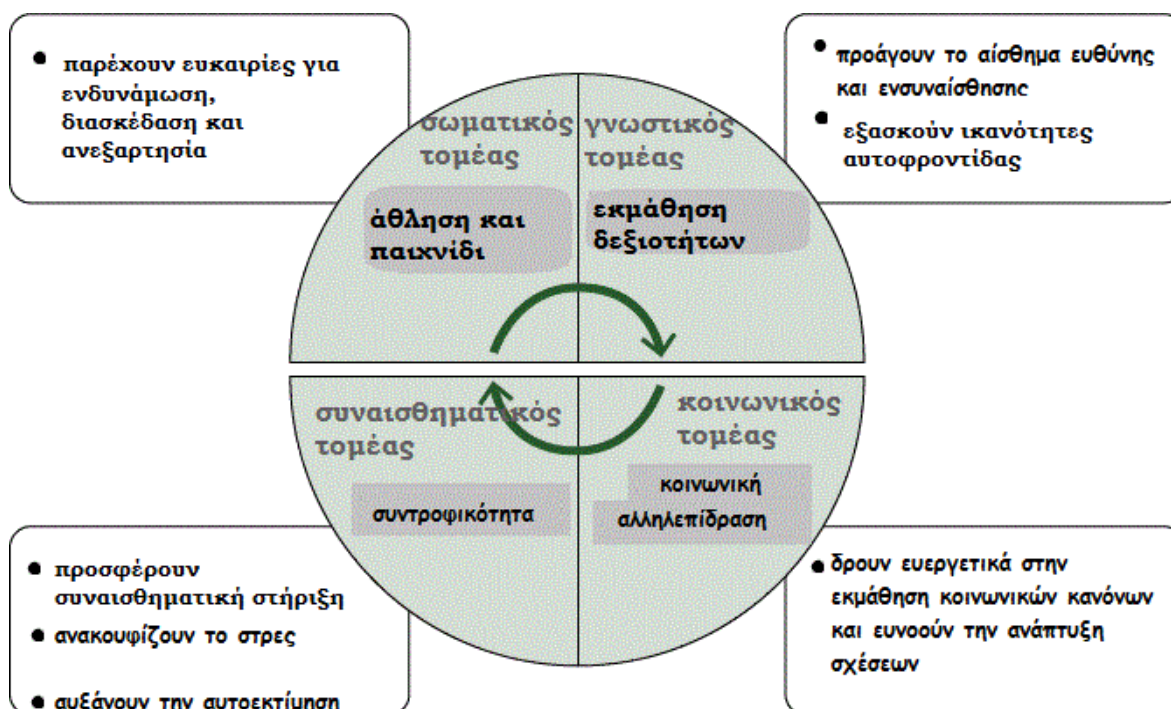 • παρέχουν ευκαιρίες για
ενδυνάμωση,
διασκέδαση και
ανεξαρτησία
• προάγουν το αίσθημα ευθύνης
και ενσυναίσθησης
• εξασκούν ικανότητες
αυτοφροντίδας
σωματικός
τομέας
άθληση και
παιχνίδι
γνωστικός
τομέας
εκμάθηση
δεξιοτήτων
συναισθηματικός
τομέας
συντροφικότητα
κοινωνικός
τομέας
κοινωνική
αλληλεπίδραση
• προσφέρουν
συναισθηματική στήριξη
• ανακουφίζουν το στρες
• αυξάνουν την αυτοεκτίμηση
• δρουν ευεργετικά στην
εκμάθηση κοινωνικών κανόνων
και ευνοούν την ανάπτυξη
σχέσεων